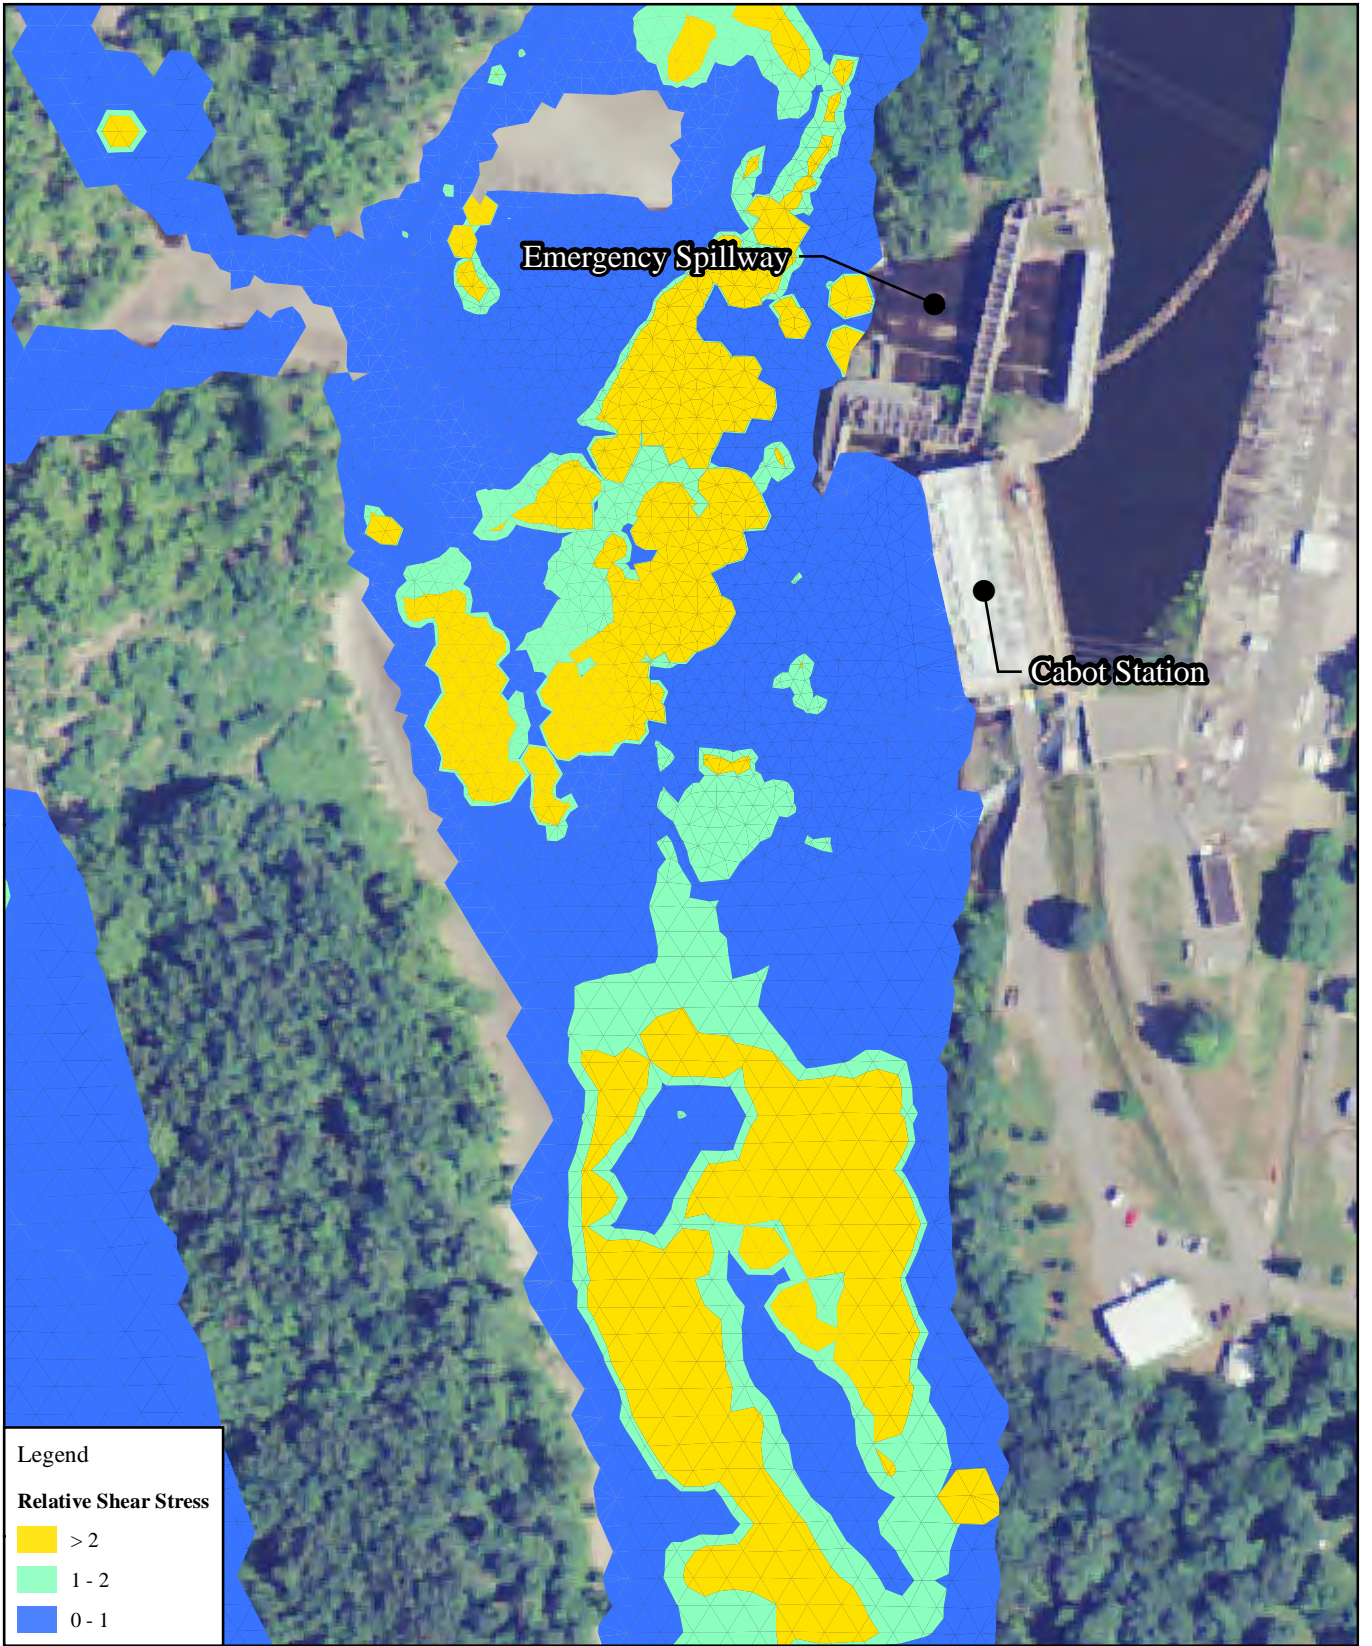 Emergency Spillway
Cabot Station
Legend
Relative Shear Stress
> 2
1 - 2
0 - 1